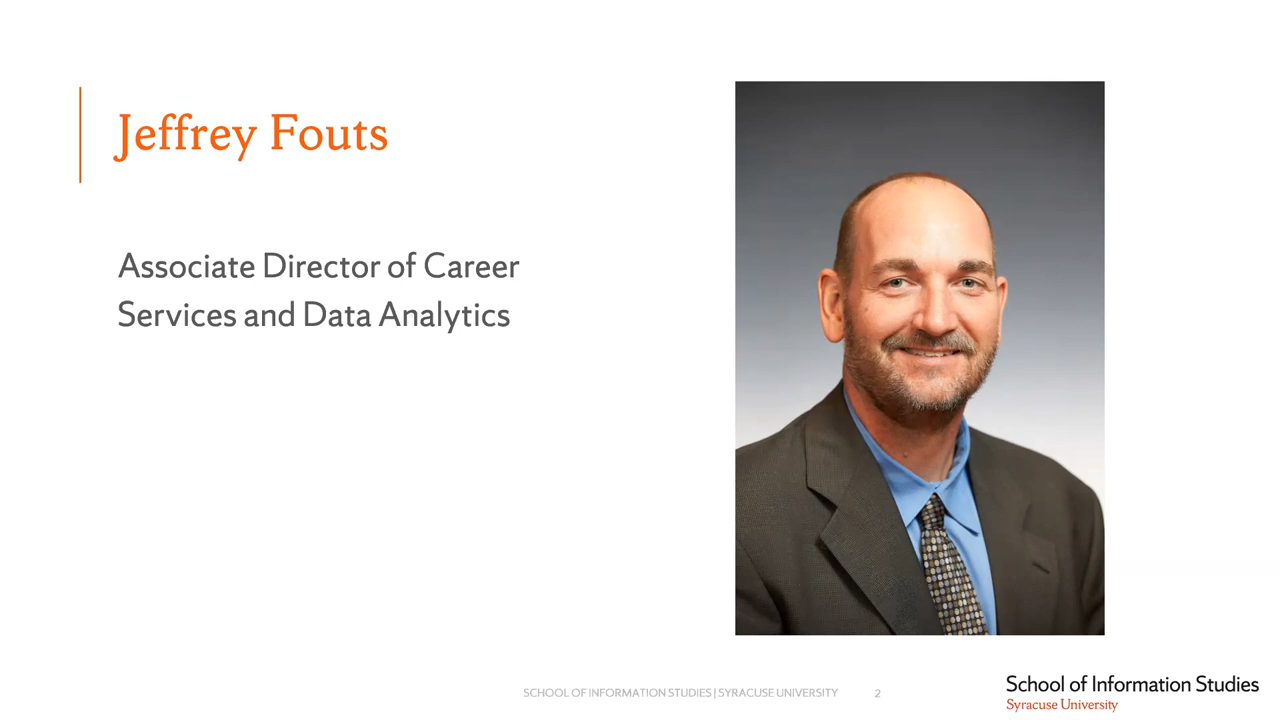 Jeffrey Fouts
Associate Director of Career
Services and Data Analytics
SCHOOL OF INFORMATION STUDIES | SYRACUSE UNIVERSITY 2
School of Information Studies
Syracuse University